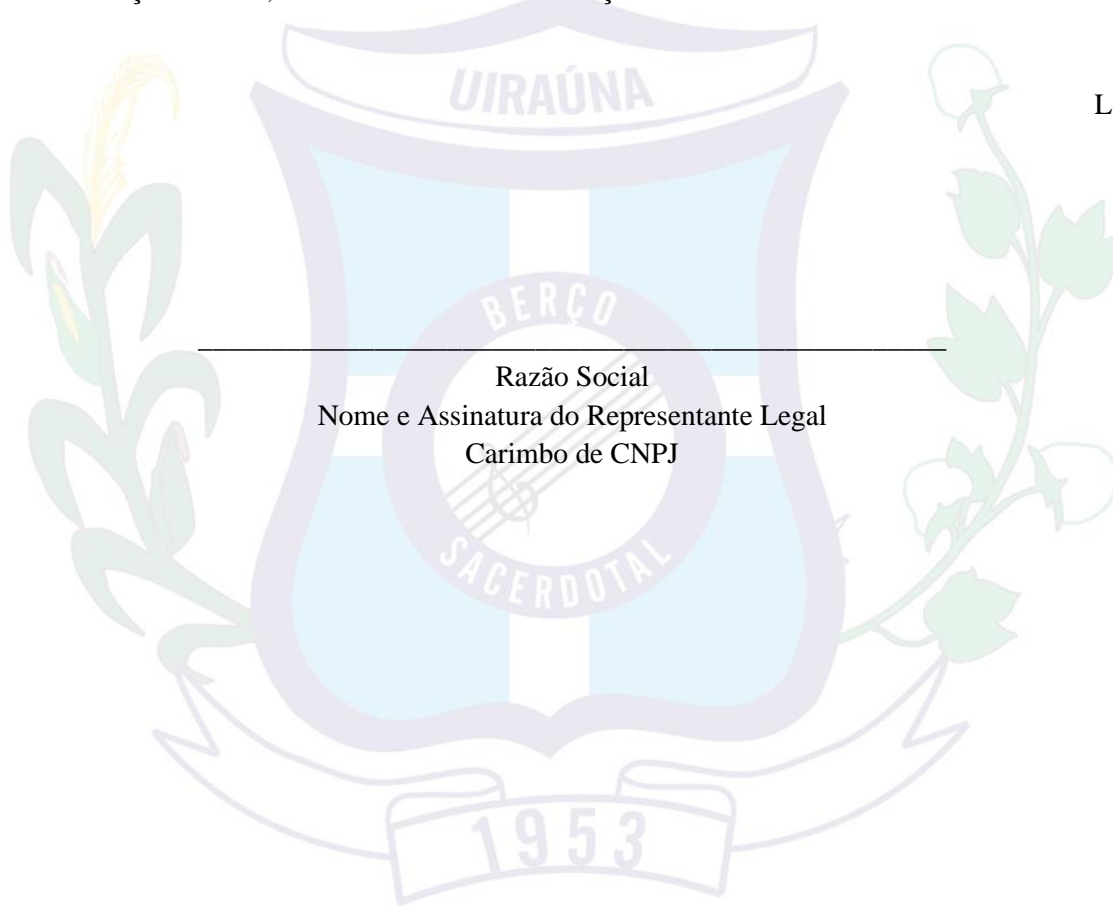 UIRAÚNA
L
BERÇO
Razão Social
Nome e Assinatura do Representante Legal
Carimbo de CNPJ
SACERDOTAL
1953